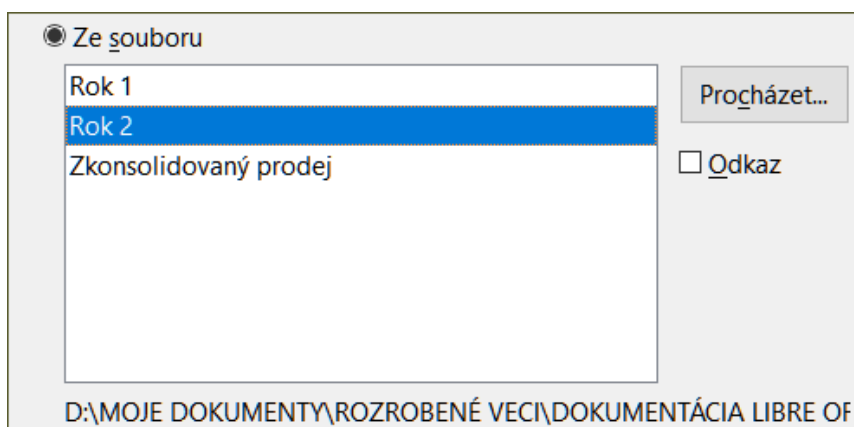 Ze souboru
Rok 1
Procházet...
Rok 2
Zkonsolidovaný prodej
Odkaz
D:\MOJE DOKUMENTY\ROZROBENÉ VECI\DOKUMENTÁCIA LIBRE OF